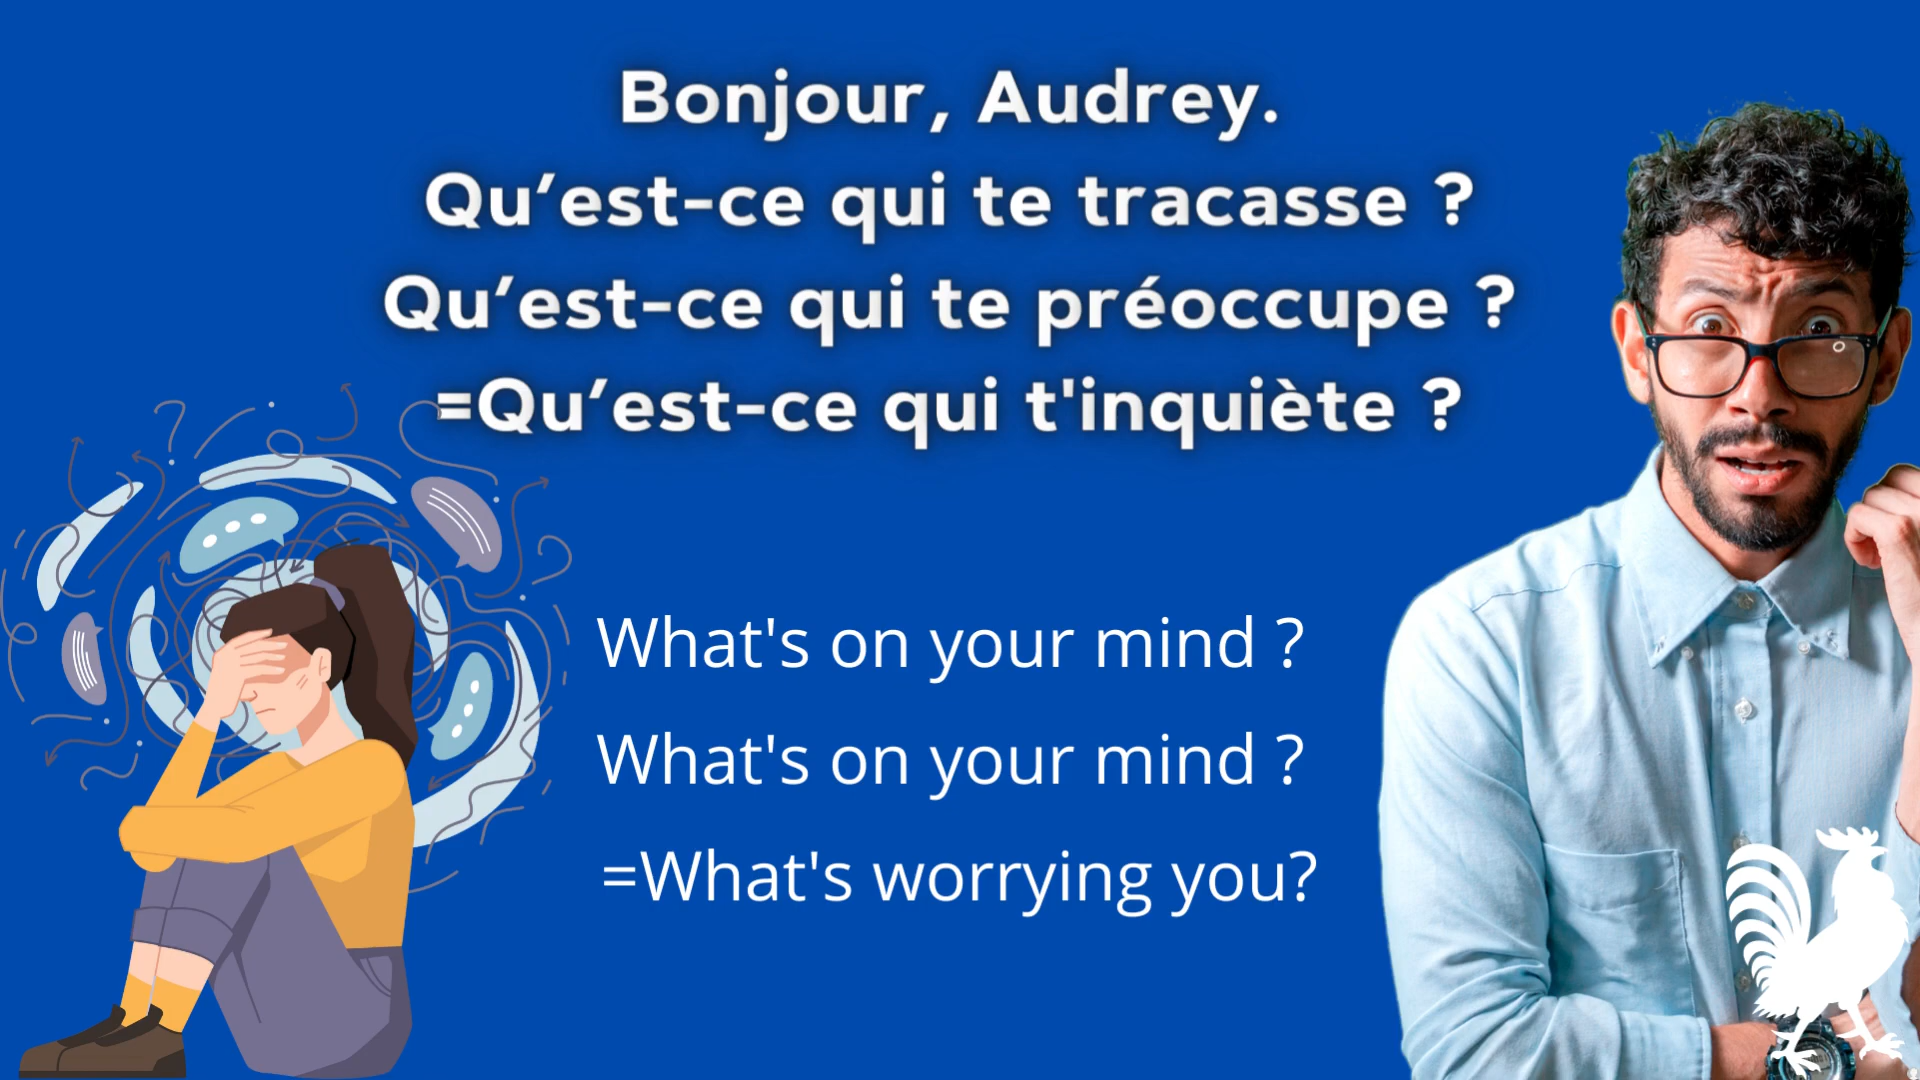 Bonjour, Audrey.
Qu’est-ce qui te tracasse ?
Qu’est-ce qui te préoccupe ?
=Qu’est-ce qui t'inquiète ?
What's on your mind ?
What's on your mind ?
=What's worrying you?